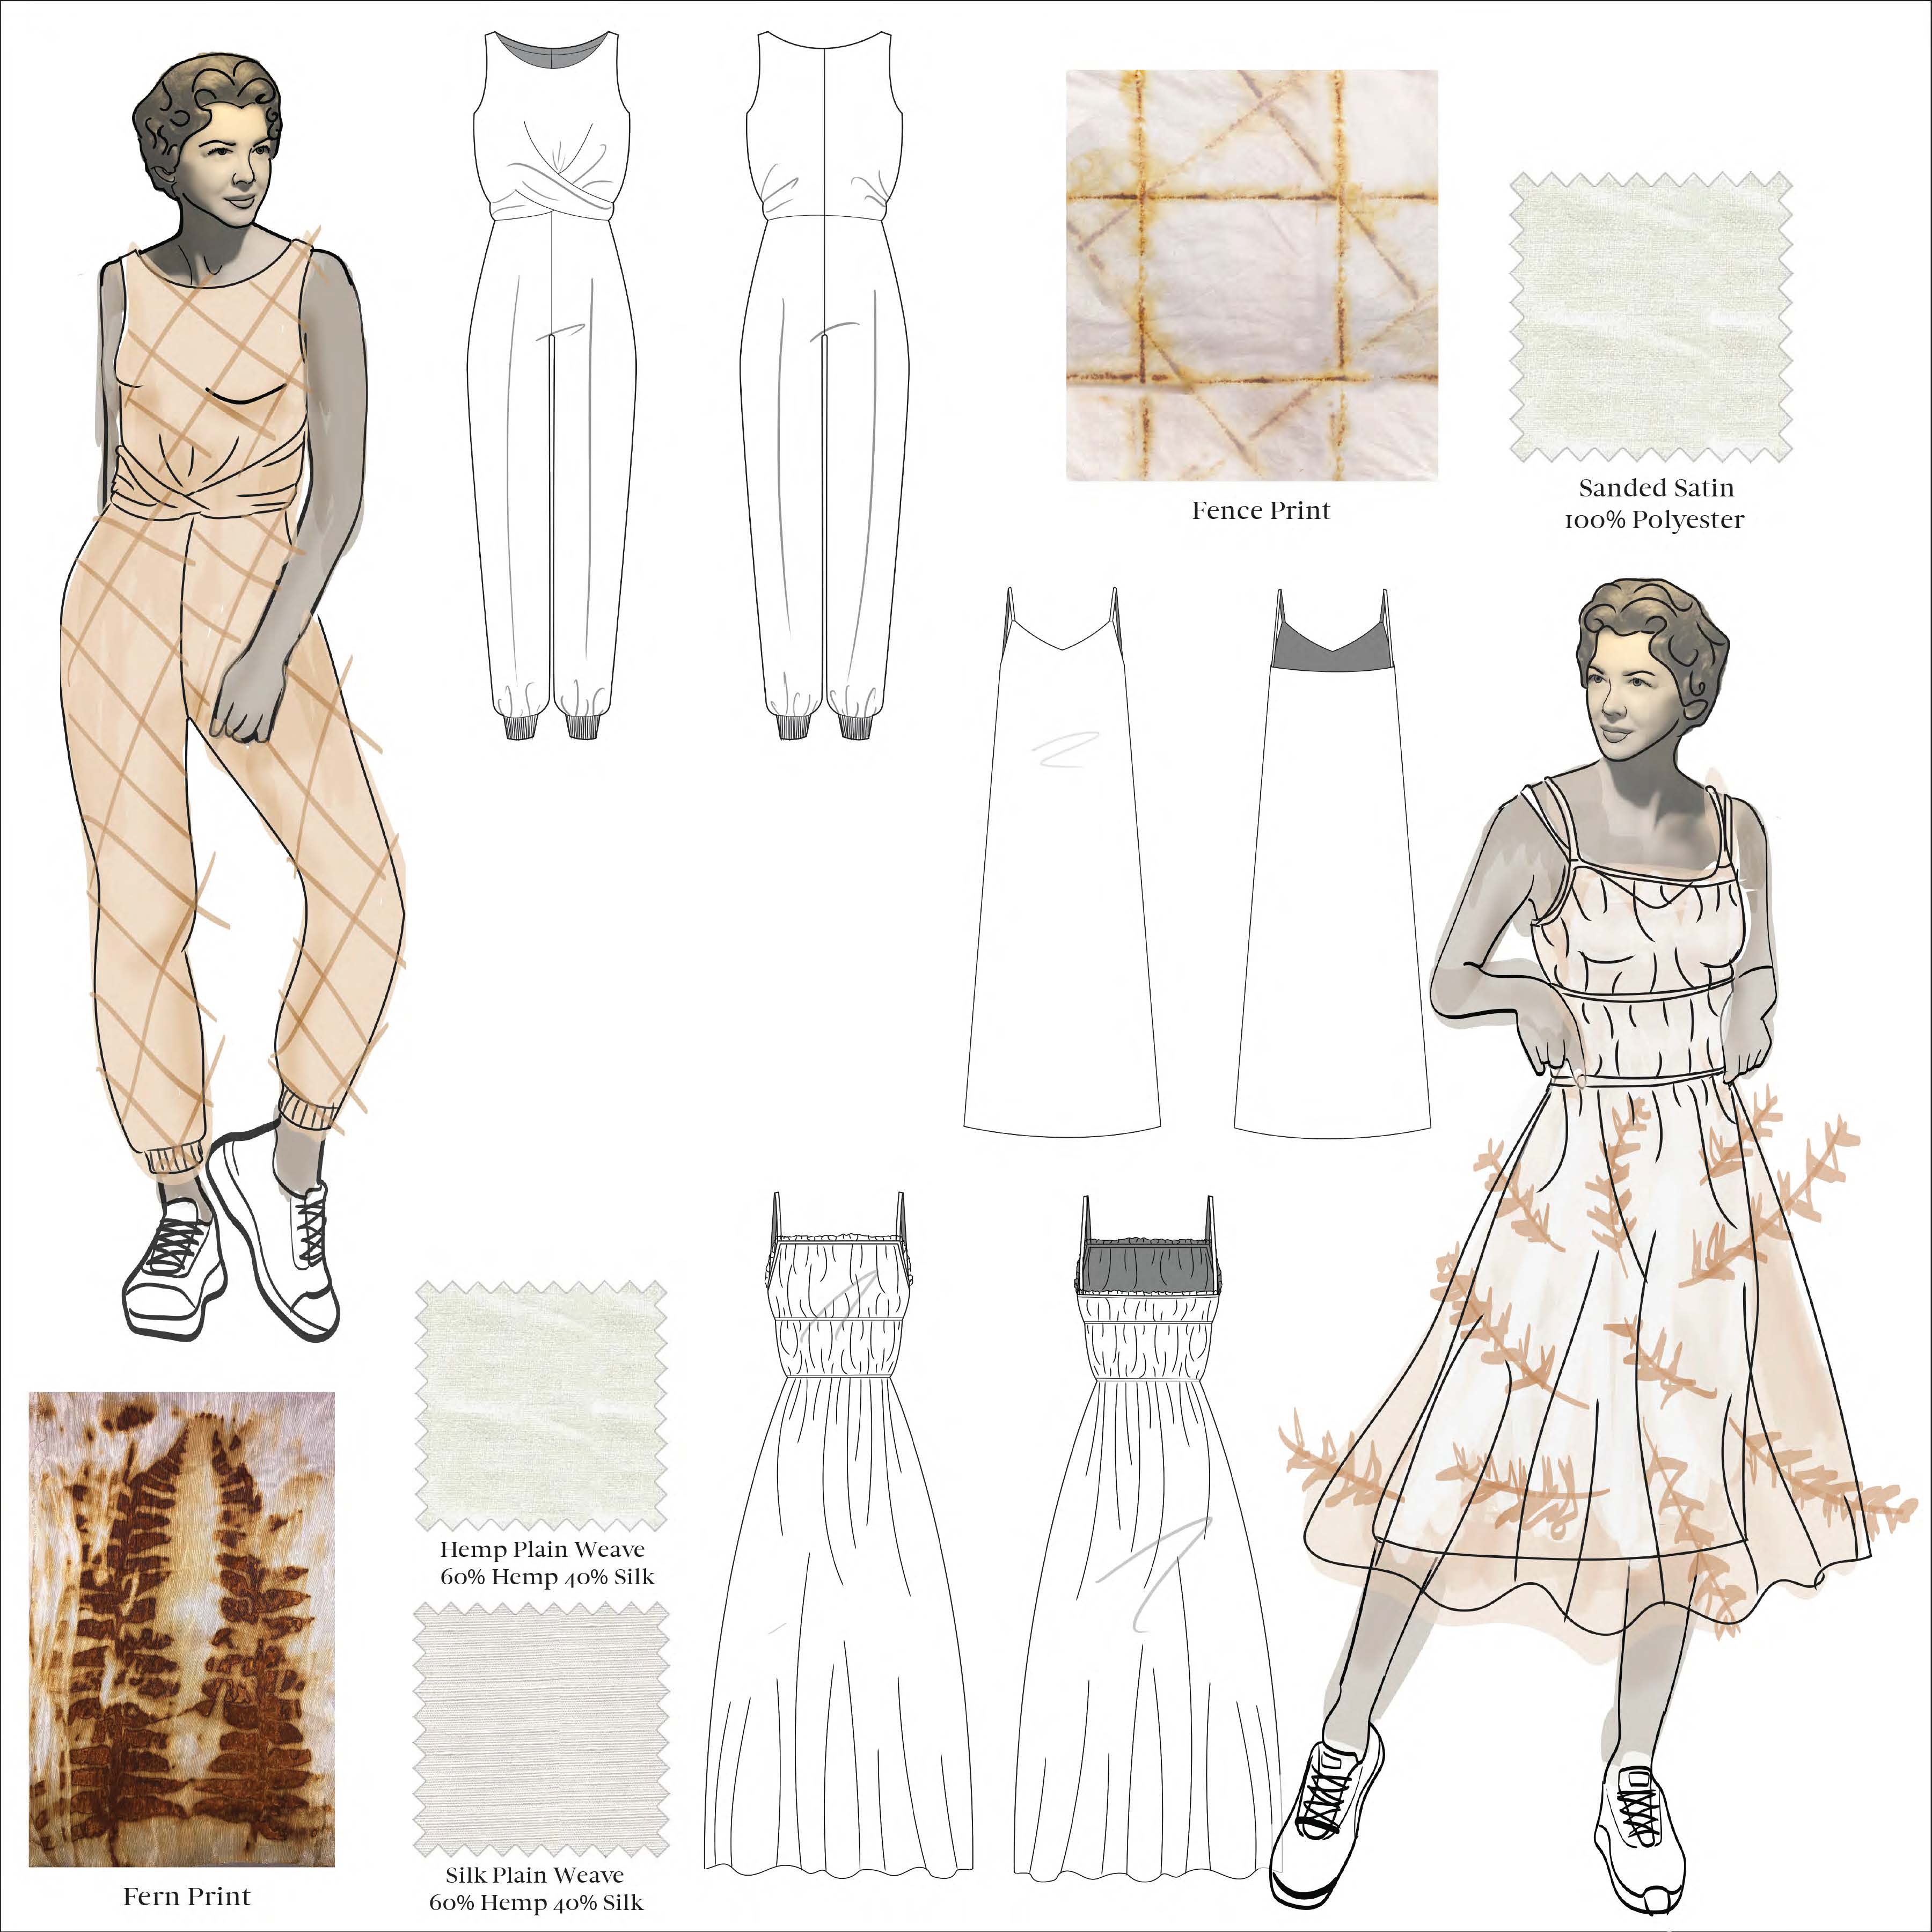 Fence Print
Sanded Satin
100% Polyester
Hemp Plain Weave
60% Hemp 40% Silk
Silk Plain Weave
60% Hemp 40% Silk
Fern Print